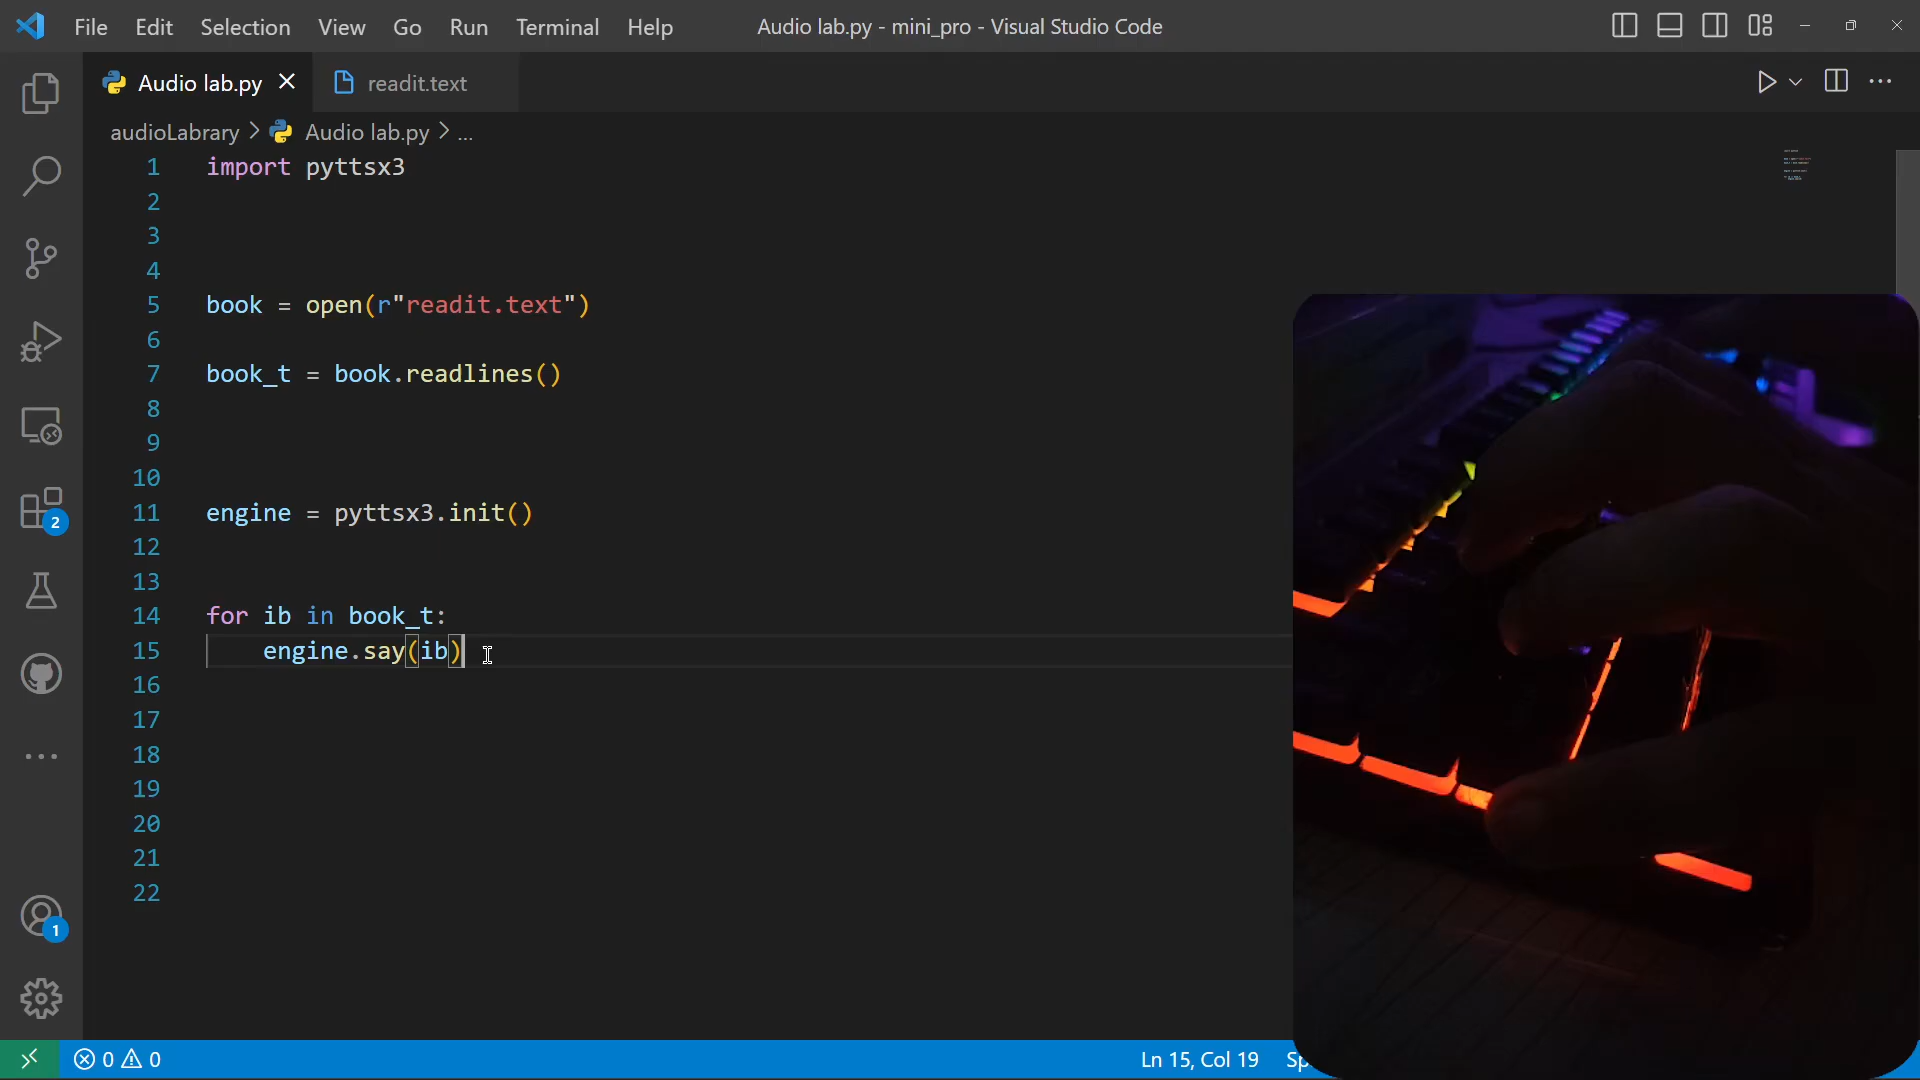 File Edit Selection View Go Run Terminal Help Audio lab.py - mini_pro - Visual Studio Code
Audio lab.py readit.text
audioLabrary > Audio lab.py > ...
1 import pyttsx3
2
3
4
5 book = open(r"readit.text")
6
7 book_t = book.readlines()
8
9
10
11 engine = pyttsx3.init()
12
13
14 for ib in book_t:
15 engine.say(ib)
16
17
18
19
20
21
22
2
1
0 0 Ln 15, Col 19 Sp